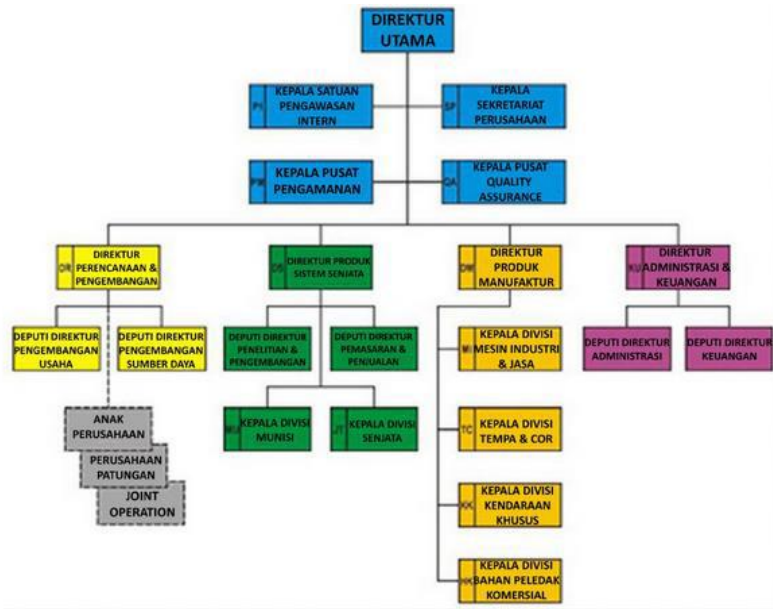 DIREKTUR
UTAMA
PI
KEPALA SATUAN
PENGAWASAN
INTERN
SP
KEPALA
SEKRETARIAT
PERUSAHAAN
KEPALA PUSAT
PENGAMANAN
QA
KEPALA PUSAT
QUALITY
ASSURANCE
DR
DIREKTUR
PERENCANAAN &
PENGEMBANGAN
DS
DIREKTUR PRODUK
SISTEM SENJATA
DM
DIREKTUR
PRODUK
MANUFAKTUR
KU
DIREKTUR
ADMINISTRASI &
KEUANGAN
DEPUTI DIREKTUR
PENGEMBANGAN
USAHA
DEPUTI DIREKTUR
PENGEMBANGAN
SUMBER DAYA
DEPUTI DIREKTUR
PENELITIAN &
PENGEMBANGAN
DEPUTI DIREKTUR
PEMASARAN &
PENJUALAN
MI
KEPALA DIVISI
MESIN INDUSTRI
& JASA
DEPUTI DIREKTUR
ADMINISTRASI
DEPUTI DIREKTUR
KEUANGAN
ANAK
PERUSAHAAN
PERUSAHAAN
PATUNGAN
JOINT
OPERATION
MU
KEPALA DIVISI
MUNISI
JT
KEPALA DIVISI
SENJATA
TC
KEPALA DIVISI
TEMPA & COR
KK
KEPALA DIVISI
KENDARAAN
KHUSUS
KEPALA DIVISI
BAHAN PELEDAK
KOMERSIAL